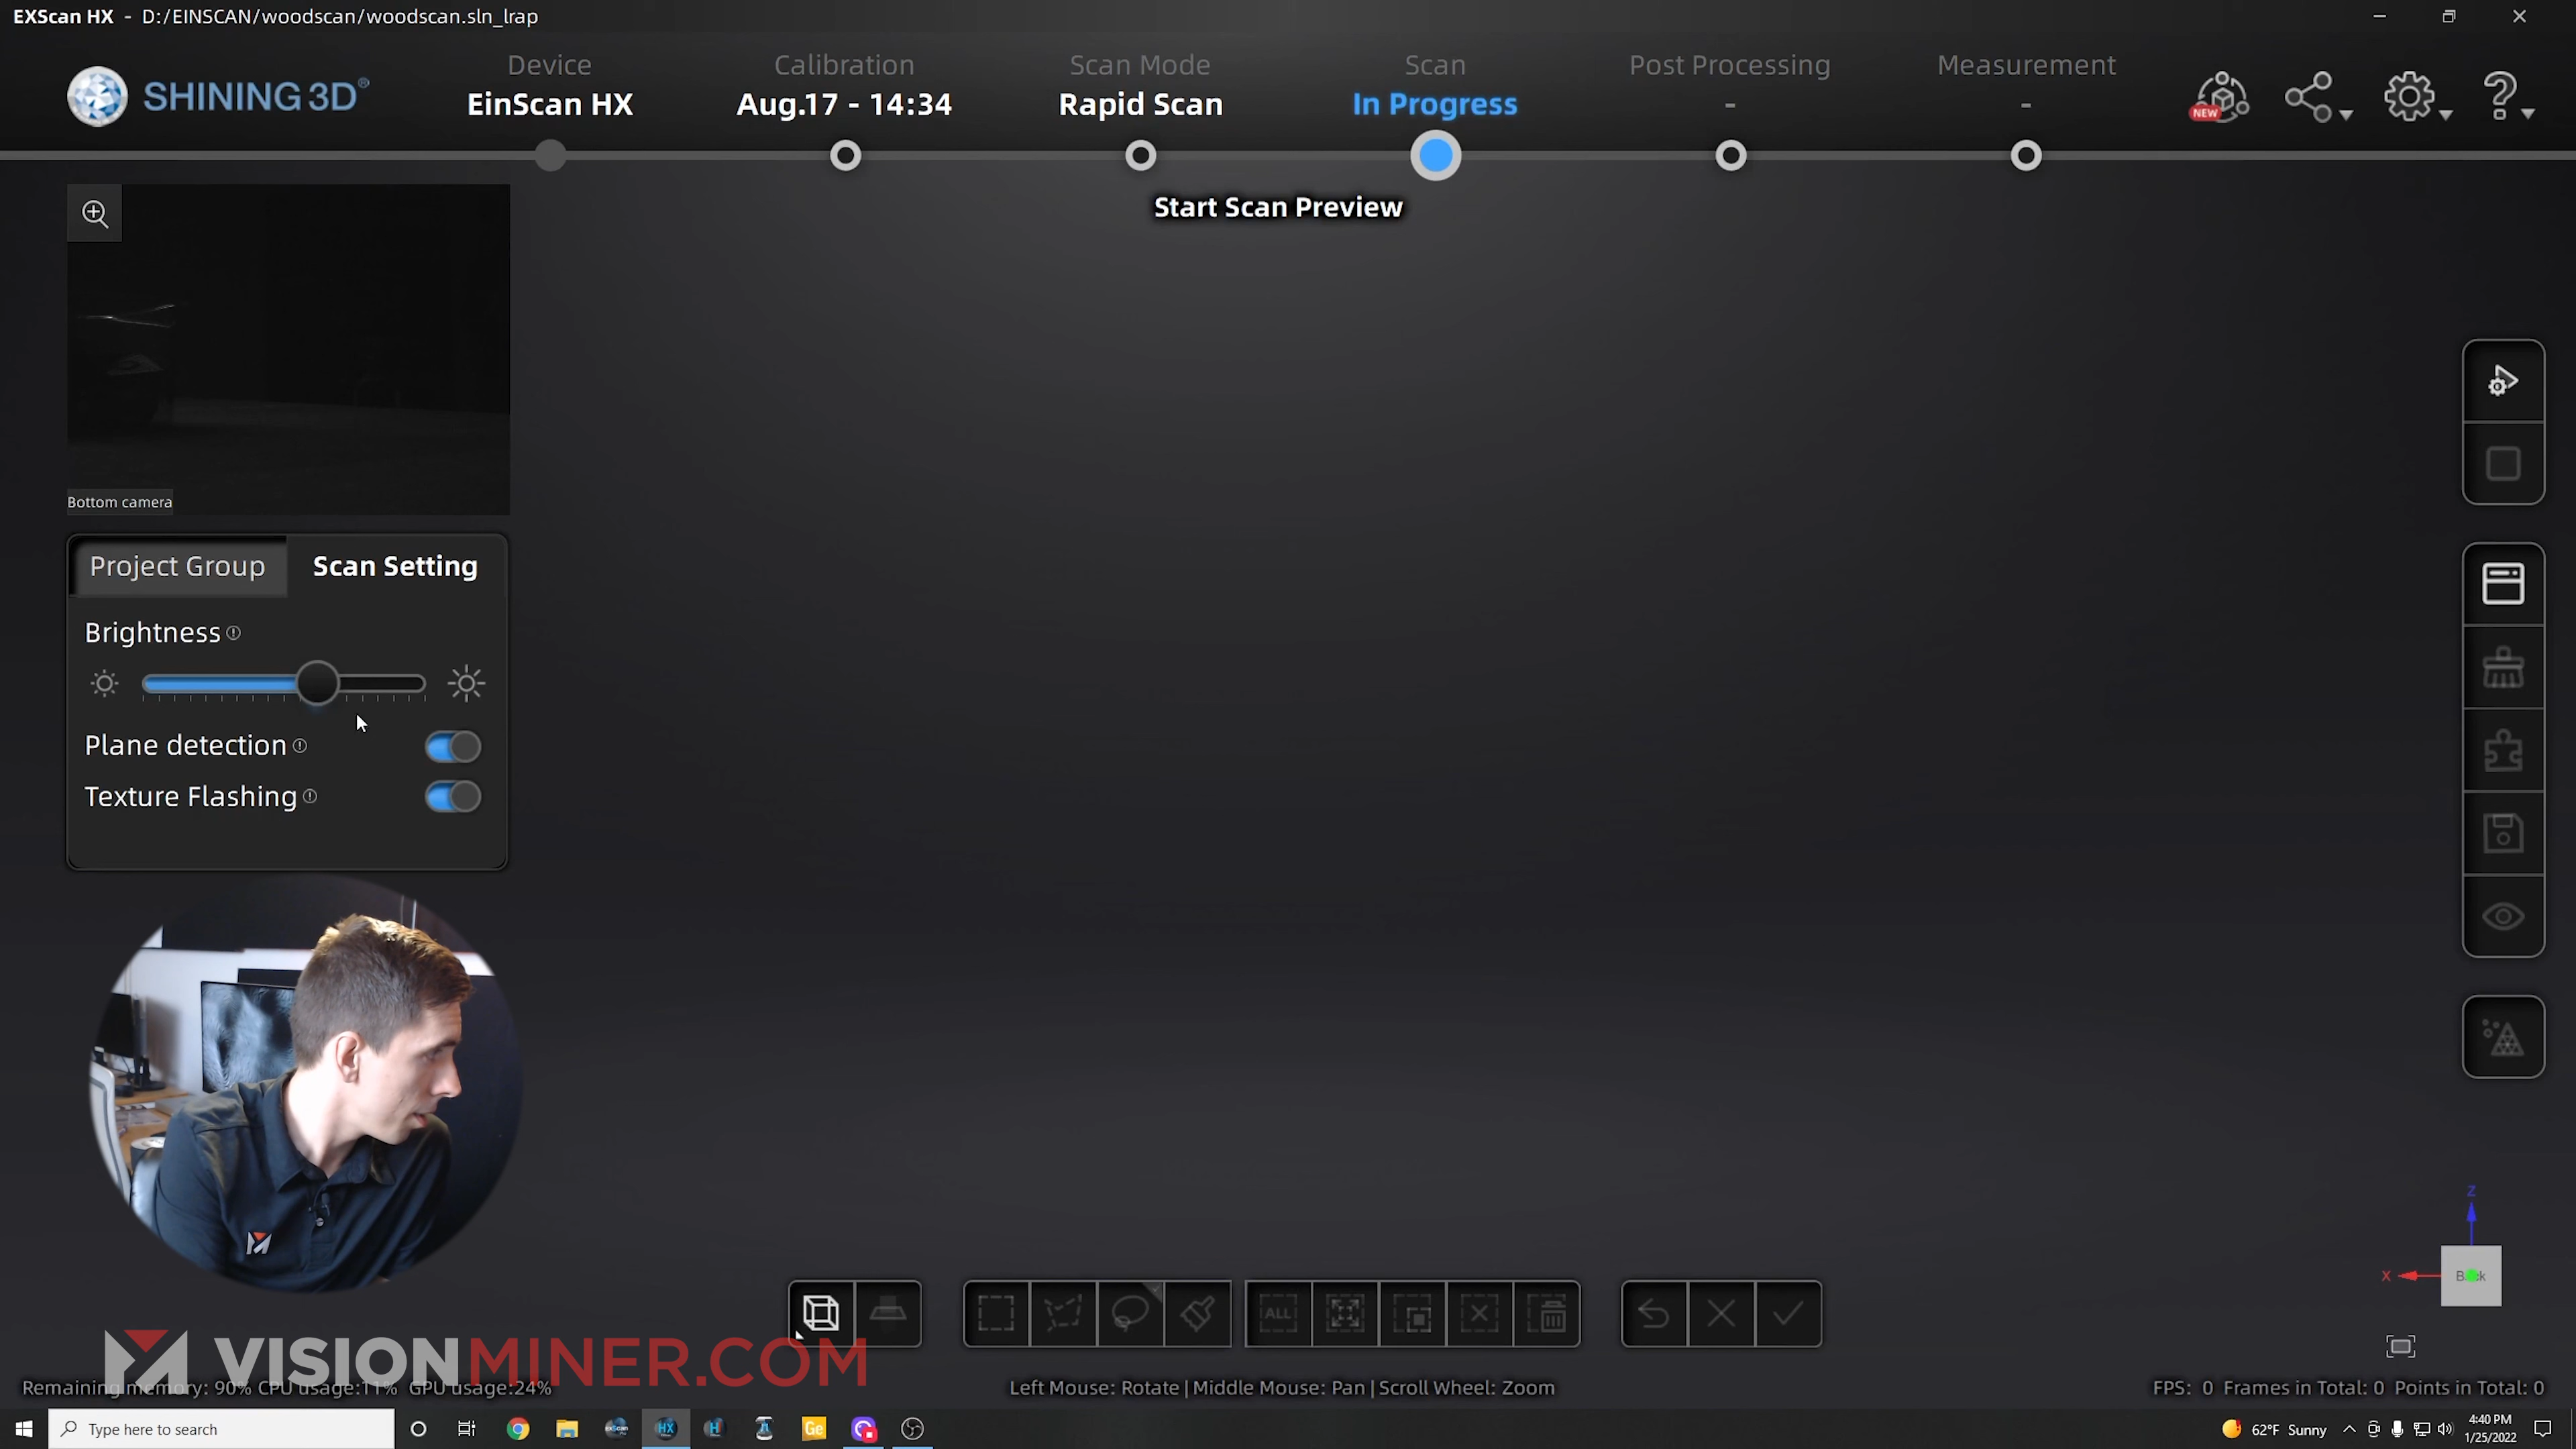 EXScan HX - D:/EINSCAN/woodscan/woodscan.sln_lrap
Device
Calibration
Scan Mode
Scan
Post Processing
Measurement
SHINING 3D®
EinScan HX
Aug.17 - 14:34
Rapid Scan
In Progress
-
-
NEW
Start Scan Preview
Bottom camera
Project Group
Scan Setting
Brightness
Plane detection
Texture Flashing
Z
X
Back
ALL
VISIONMINER.COM
Remaining memory: 90% CPU usage:11% GPU usage:24%
Left Mouse: Rotate | Middle Mouse: Pan | Scroll Wheel: Zoom
FPS: 0 Frames in Total: 0 Points in Total: 0
Type here to search
exScan
HX
H
Ge
62°F Sunny
4:40 PM
1/25/2022